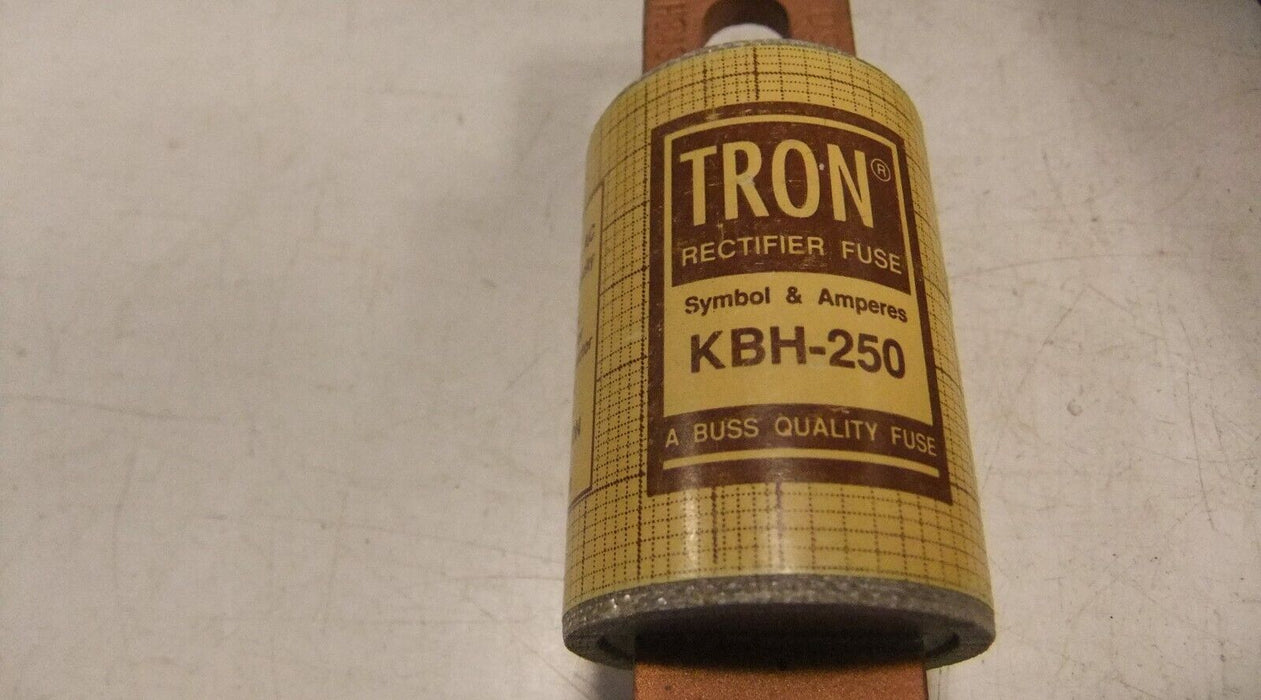 TRON®
RECTIFIER FUSE
Symbol & Amperes
KBH-250
A BUSS QUALITY FUSE